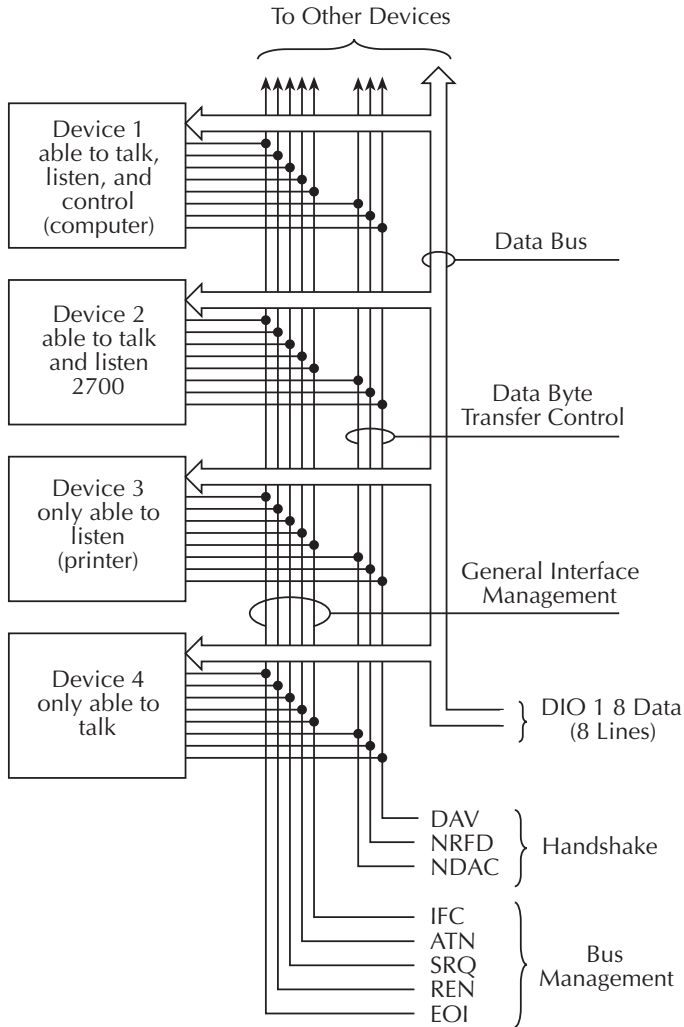 To Other Devices
Device 1
able to talk,
listen, and
control
(computer)
Data Bus
Device 2
able to talk
and listen
2700
Data Byte
Transfer Control
Device 3
only able to
listen
(printer)
General Interface
Management
Device 4
only able to
talk
DIO 1 8 Data
(8 Lines)
DAV
NRFD
NDAC
Handshake
IFC
ATN
SRQ
REN
EOI
Bus
Management